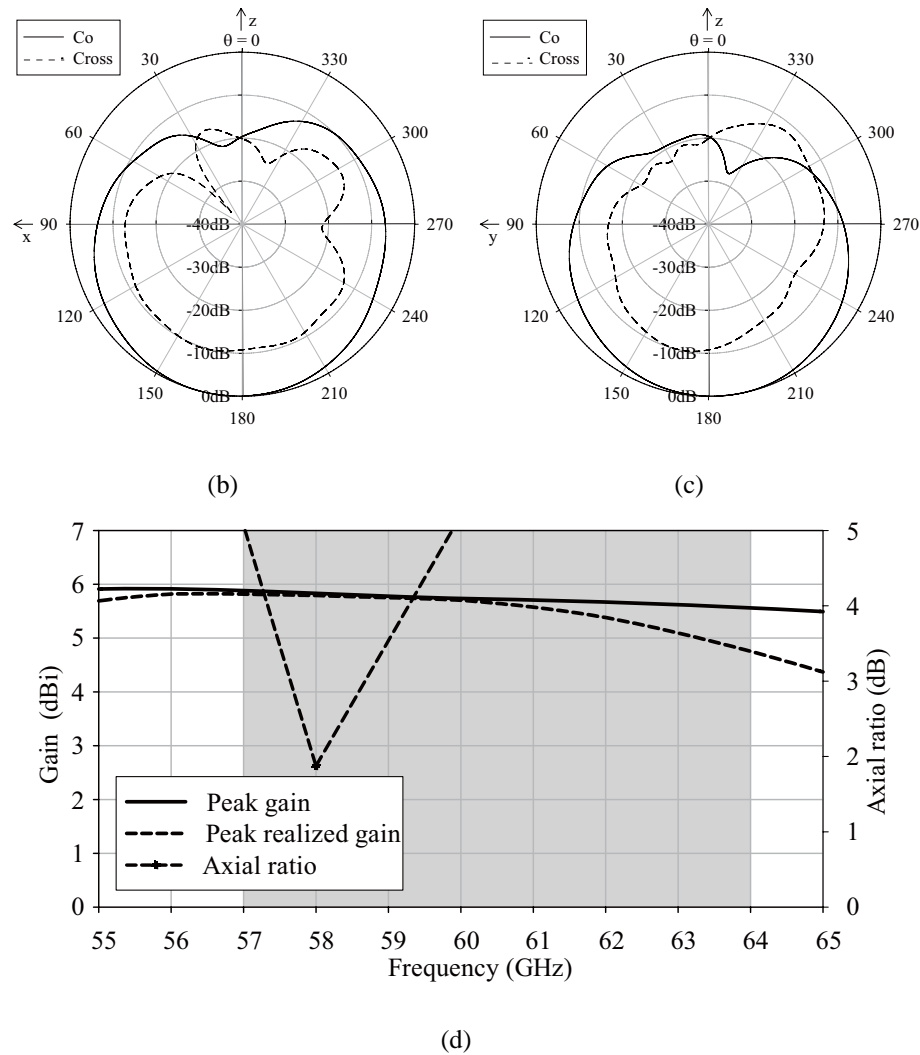 Co
Cross
z
θ = 0
30
330
60
300
x
90
270
-40dB
-30dB
-20dB
-10dB
0dB
120
240
150
210
180
(b)
Co
Cross
z
θ = 0
30
330
60
300
y
90
270
-40dB
-30dB
-20dB
-10dB
0dB
120
240
150
210
180
(c)
7
6
5
4
3
2
1
0
Gain (dBi)
5
4
3
2
1
0
Axial ratio (dB)
Peak gain
Peak realized gain
Axial ratio
55 56 57 58 59 60 61 62 63 64 65
Frequency (GHz)
(d)